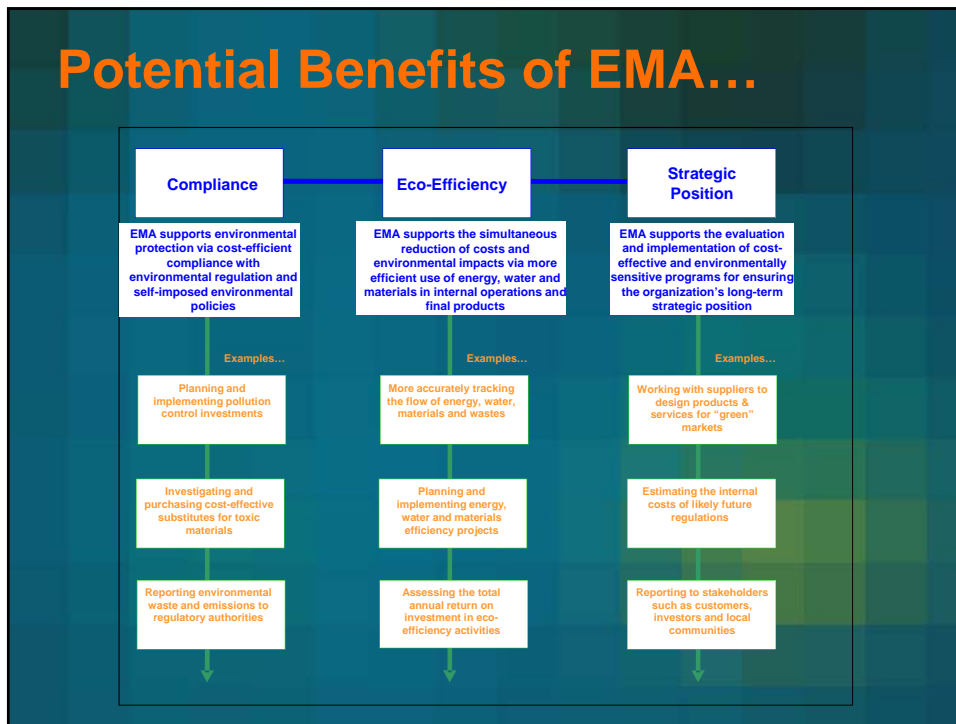 Potential Benefits of EMA…
Compliance
EMA supports environmental
protection via cost-efficient
compliance with
environmental regulation and
self-imposed environmental
policies
Examples…
Planning and
implementing pollution
control investments
Investigating and
purchasing cost-effective
substitutes for toxic
materials
Reporting environmental
waste and emissions to
regulatory authorities
Eco-Efficiency
EMA supports the simultaneous
reduction of costs and
environmental impacts via more
efficient use of energy, water and
materials in internal operations and
final products
Examples…
More accurately tracking
the flow of energy, water,
materials and wastes
Planning and
implementing energy,
water and materials
efficiency projects
Assessing the total
annual return on
investment in eco-
efficiency activities
Strategic
Position
EMA supports the evaluation
and implementation of cost-
effective and environmentally
sensitive programs for ensuring
the organization’s long-term
strategic position
Examples…
Working with suppliers to
design products &
services for “green”
markets
Estimating the internal
costs of likely future
regulations
Reporting to stakeholders
such as customers,
investors and local
communities